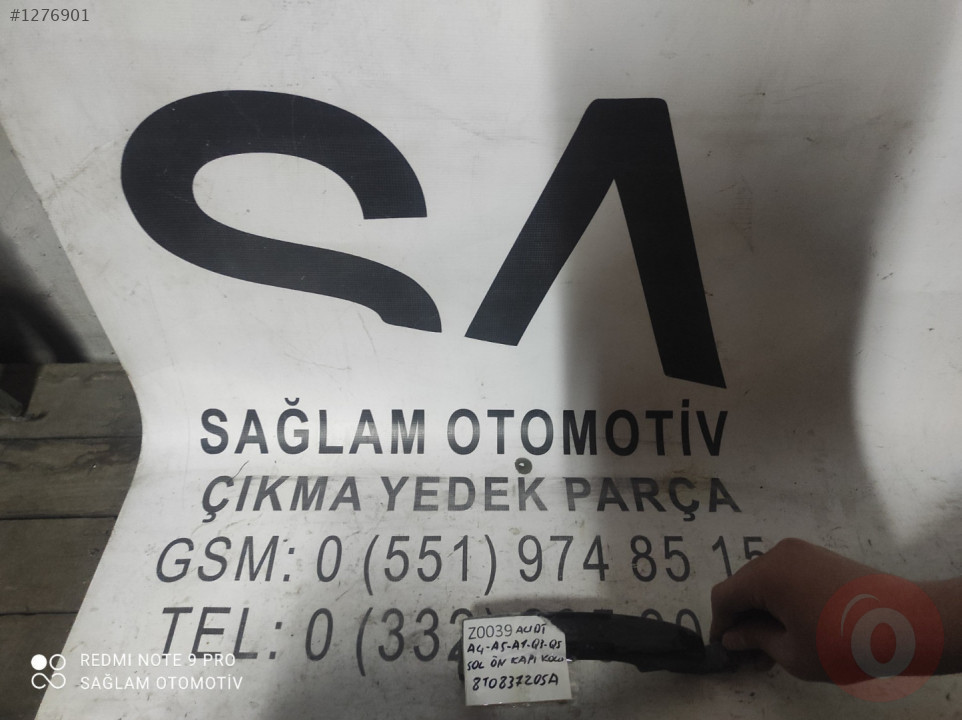 #1276901
SA
SAĞLAM OTOMOTİV
ÇIKMA YEDEK PARÇA
GSM: 0 (551) 974 85 15
TEL: 0 (332)
Z0039 AUDİ
A4-A5-A1-Q3-Q5
SOL ÖN KAPI KOLU
8T0837205A
REDMI NOTE 9 PRO
SAĞLAM OTOMOTİV